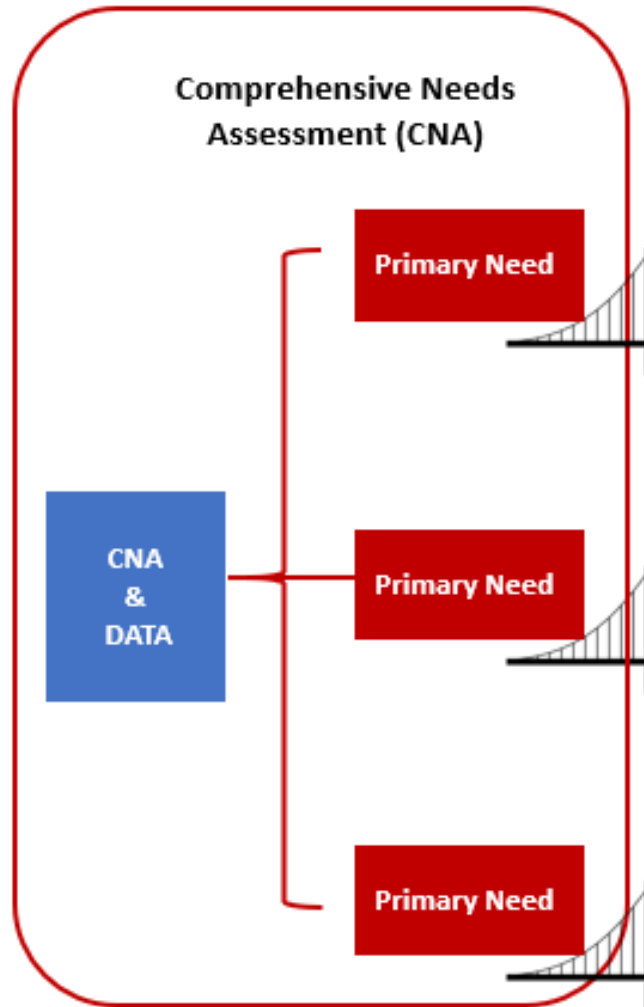 Comprehensive Needs
Assessment (CNA)
Primary Need
CNA
&
DATA
Primary Need
Primary Need